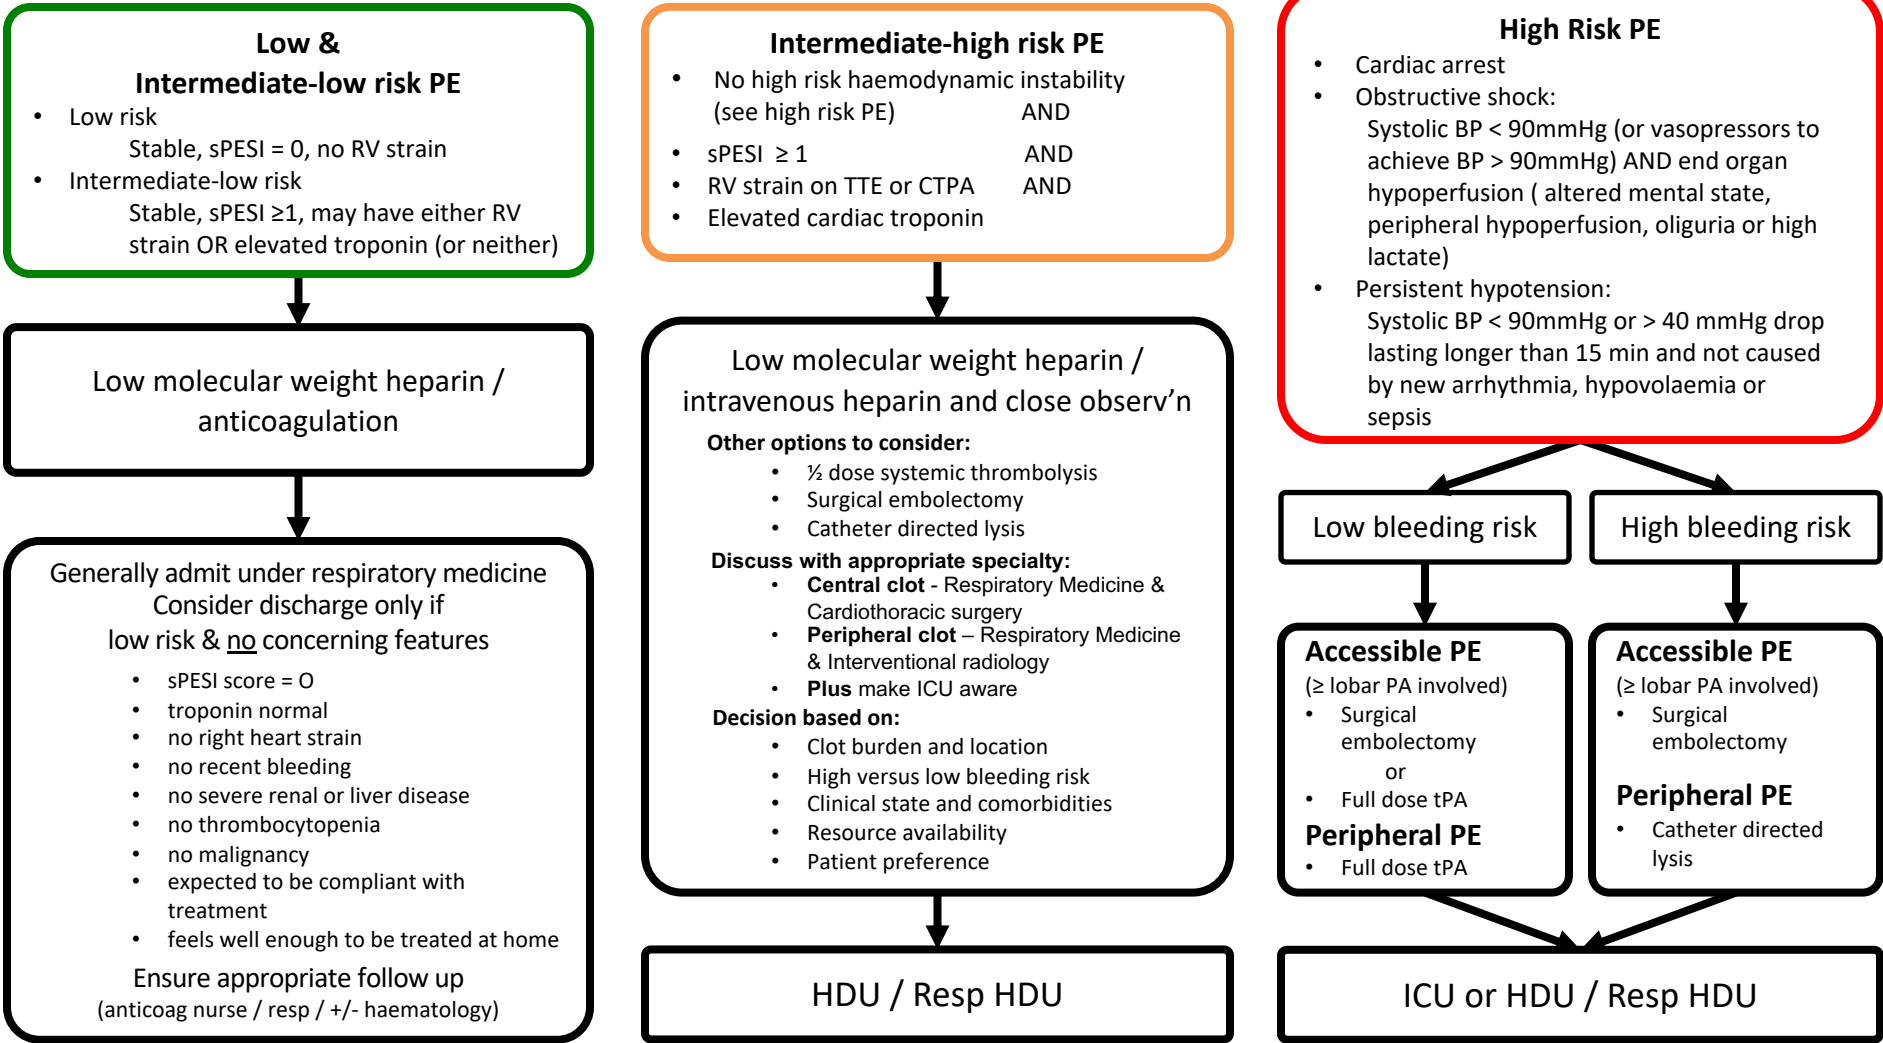 Low &
Intermediate-low risk PE
• Low risk
Stable, sPESI = 0, no RV strain
• Intermediate-low risk
Stable, sPESI ≥1, may have either RV
strain OR elevated troponin (or neither)
Low molecular weight heparin /
anticoagulation
Generally admit under respiratory medicine
Consider discharge only if
low risk & no concerning features
• sPESI score = O
• troponin normal
• no right heart strain
• no recent bleeding
• no severe renal or liver disease
• no thrombocytopenia
• no malignancy
• expected to be compliant with
treatment
• feels well enough to be treated at home
Ensure appropriate follow up
(anticoag nurse / resp / +/- haematology)
Intermediate-high risk PE
• No high risk haemodynamic instability
(see high risk PE) AND
• sPESI ≥ 1 AND
• RV strain on TTE or CTPA AND
• Elevated cardiac troponin
Low molecular weight heparin /
intravenous heparin and close observ’n
Other options to consider:
• ½ dose systemic thrombolysis
• Surgical embolectomy
• Catheter directed lysis
Discuss with appropriate specialty:
• Central clot - Respiratory Medicine &
Cardiothoracic surgery
• Peripheral clot – Respiratory Medicine
& Interventional radiology
• Plus make ICU aware
Decision based on:
• Clot burden and location
• High versus low bleeding risk
• Clinical state and comorbidities
• Resource availability
• Patient preference
HDU / Resp HDU
High Risk PE
• Cardiac arrest
• Obstructive shock:
Systolic BP < 90mmHg (or vasopressors to
achieve BP > 90mmHg) AND end organ
hypoperfusion ( altered mental state,
peripheral hypoperfusion, oliguria or high
lactate)
• Persistent hypotension:
Systolic BP < 90mmHg or > 40 mmHg drop
lasting longer than 15 min and not caused
by new arrhythmia, hypovolaemia or
sepsis
Low bleeding risk
Accessible PE
(≥ lobar PA involved)
• Surgical
embolectomy
or
• Full dose tPA
Peripheral PE
• Full dose tPA
High bleeding risk
Accessible PE
(≥ lobar PA involved)
• Surgical
embolectomy
Peripheral PE
• Catheter directed
lysis
ICU or HDU / Resp HDU